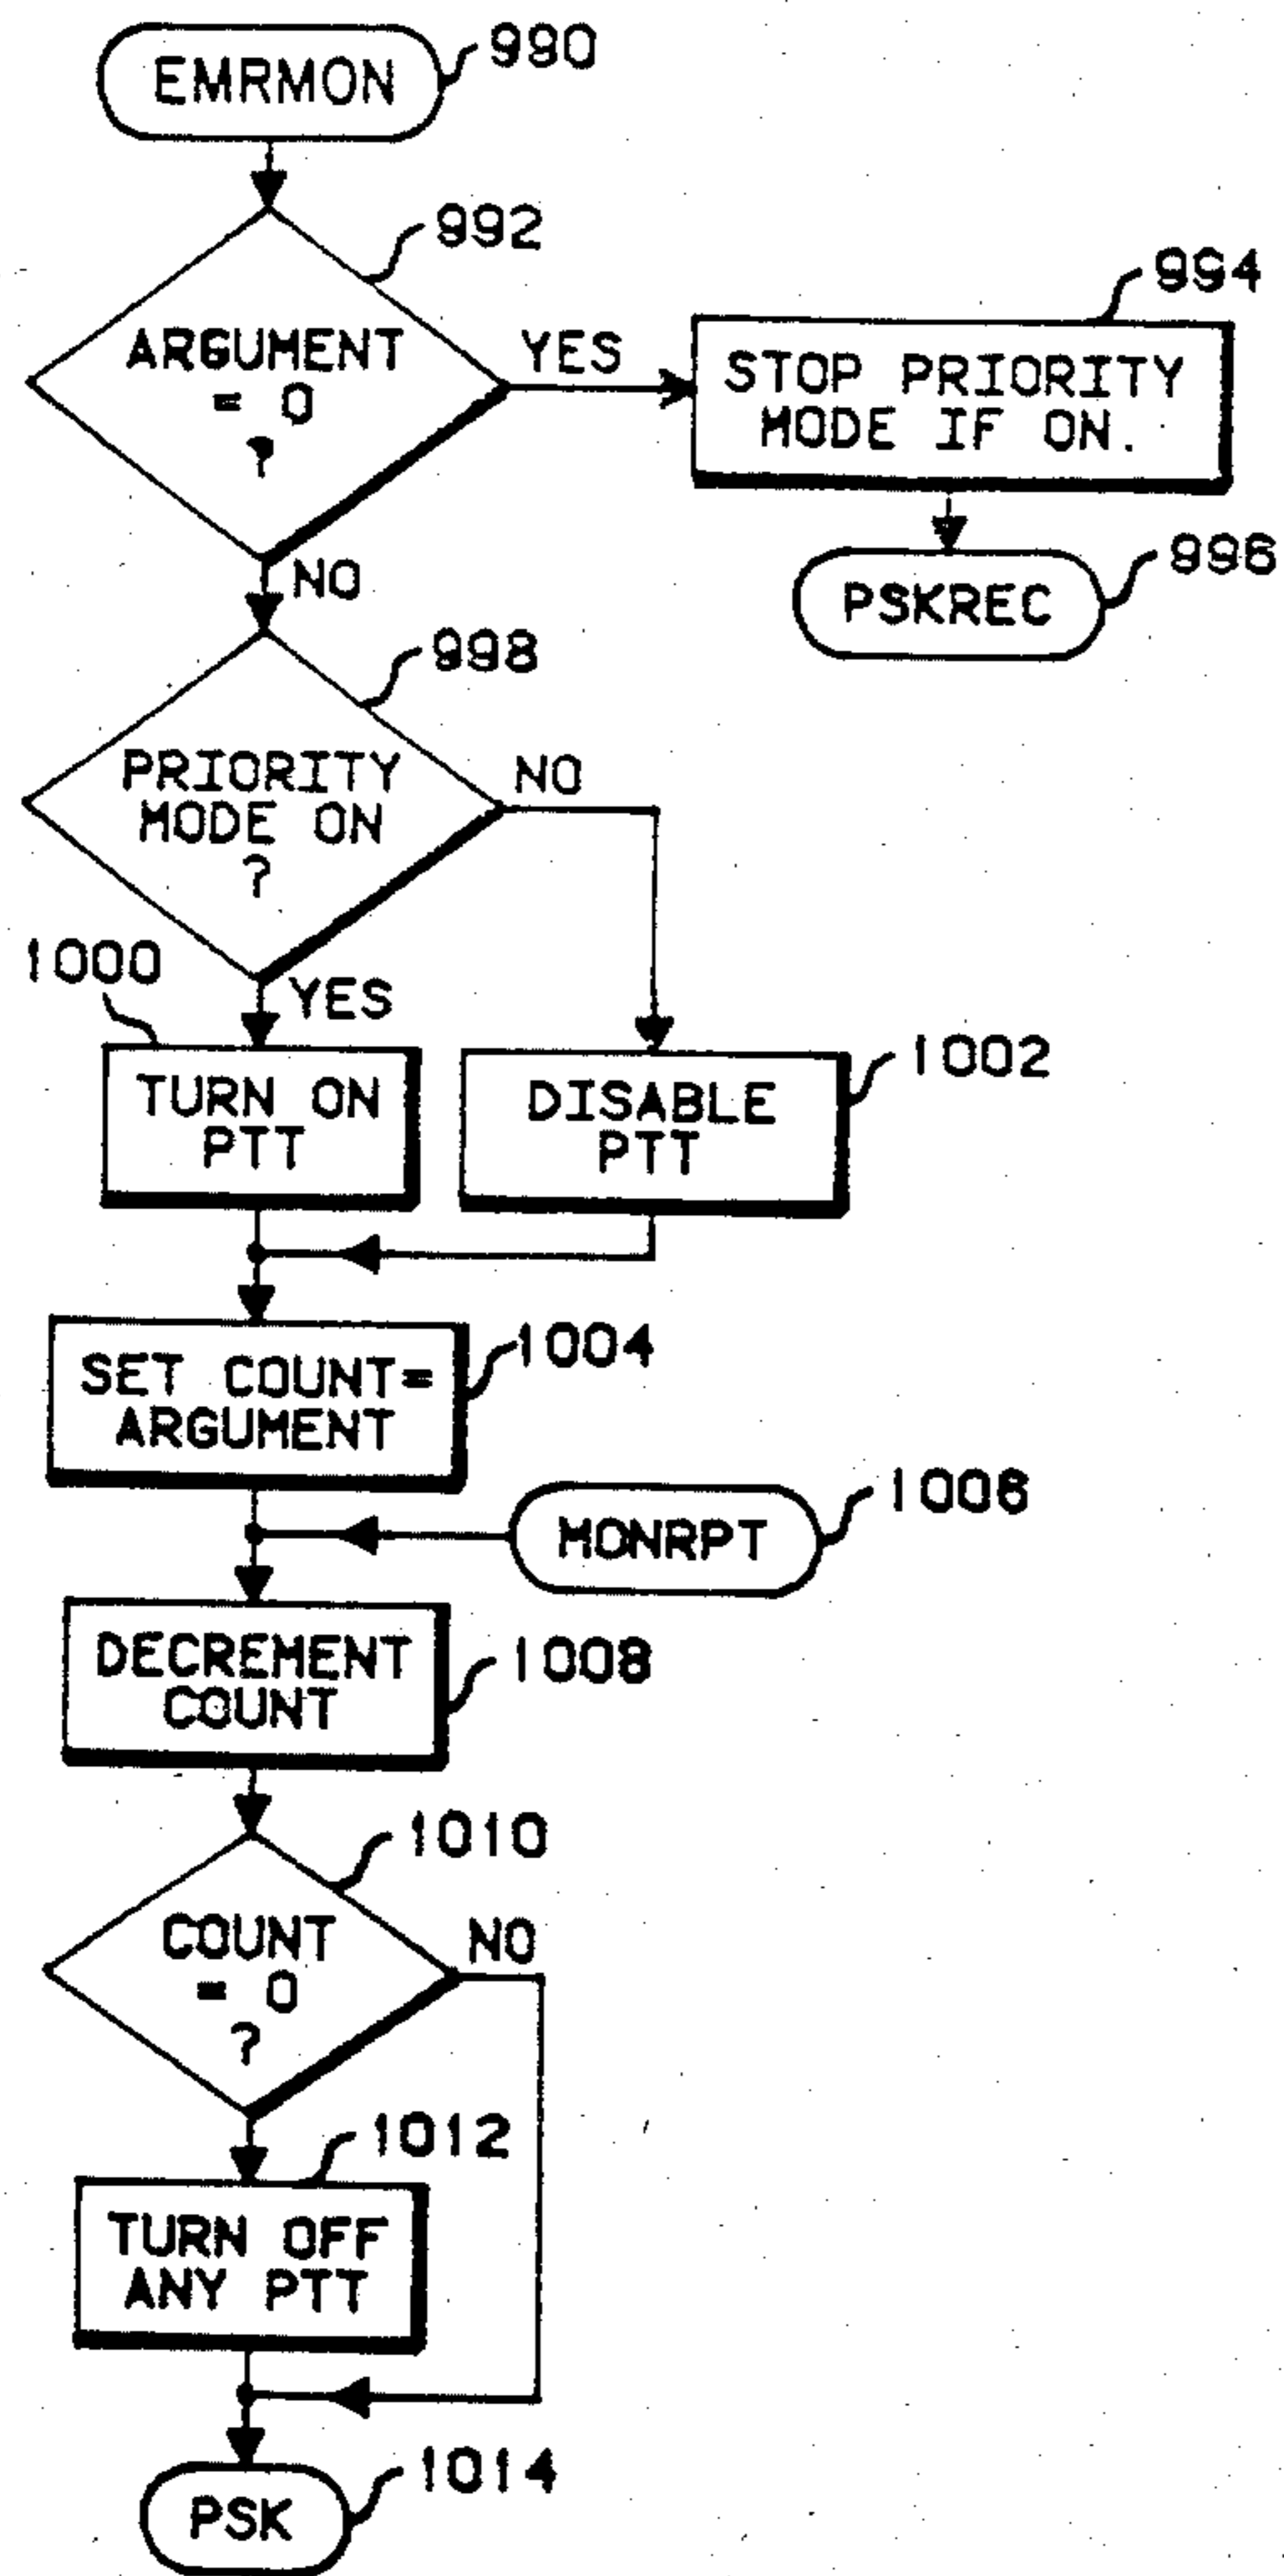 EMRMON
990
992
ARGUMENT
= 0
?
YES
994
STOP PRIORITY
MODE IF ON.
996
PSKREC
NO
998
PRIORITY
MODE ON
?
NO
1000
YES
TURN ON
PTT
1002
DISABLE
PTT
1004
SET COUNT=
ARGUMENT
1006
MONRPT
1008
DECREMENT
COUNT
1010
COUNT
= 0
?
NO
1012
TURN OFF
ANY PTT
1014
PSK